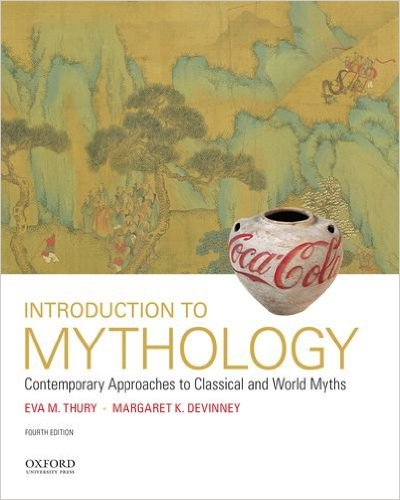 Coca-Cola
INTRODUCTION TO
MYTHOLOGY
Contemporary Approaches to Classical and World Myths
EVA M. THURY • MARGARET K. DEVINNEY
FOURTH EDITION
OXFORD
UNIVERSITY PRESS